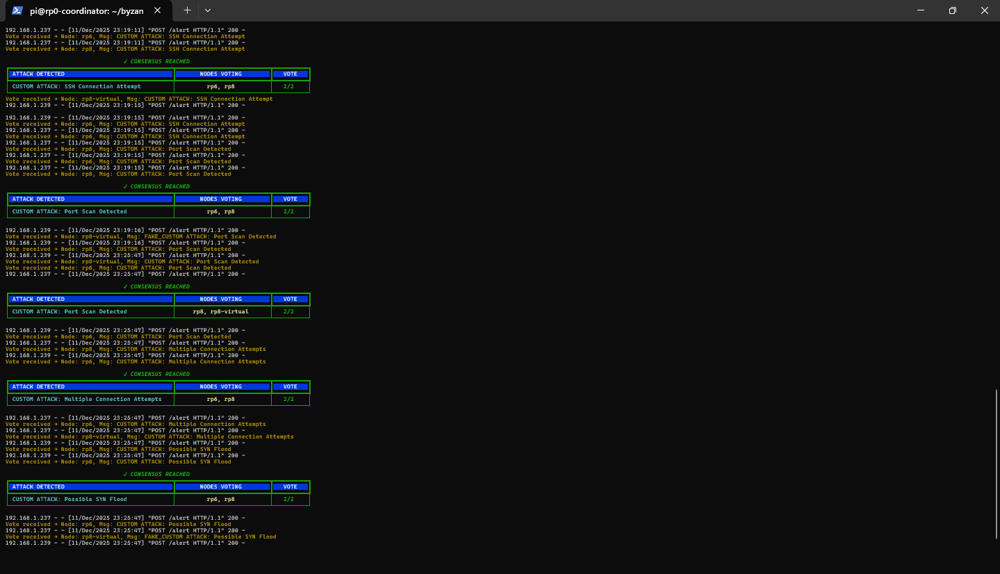 pi@rp0-coordinator: ~/byzan
192.168.1.237 - - [11/Dec/2025 23:19:11] "POST /alert HTTP/1.1" 200 -
Vote received → Node: rp6, Msg: CUSTOM ATTACK: SSH Connection Attempt
192.168.1.237 - - [11/Dec/2025 23:19:11] "POST /alert HTTP/1.1" 200 -
Vote received → Node: rp8, Msg: CUSTOM ATTACK: SSH Connection Attempt
✓ CONSENSUS REACHED
ATTACK DETECTED NODES VOTING VOTE
CUSTOM ATTACK: SSH Connection Attempt rp6, rp8 2/2
Vote received → Node: rp8-virtual, Msg: CUSTOM ATTACK: SSH Connection Attempt
192.168.1.239 - - [11/Dec/2025 23:19:15] "POST /alert HTTP/1.1" 200 -
192.168.1.239 - - [11/Dec/2025 23:19:15] "POST /alert HTTP/1.1" 200 -
Vote received → Node: rp6, Msg: CUSTOM ATTACK: SSH Connection Attempt
192.168.1.237 - - [11/Dec/2025 23:19:15] "POST /alert HTTP/1.1" 200 -
Vote received → Node: rp6, Msg: CUSTOM ATTACK: SSH Connection Attempt
192.168.1.237 - - [11/Dec/2025 23:19:15] "POST /alert HTTP/1.1" 200 -
Vote received → Node: rp6, Msg: CUSTOM ATTACK: Port Scan Detected
192.168.1.237 - - [11/Dec/2025 23:19:15] "POST /alert HTTP/1.1" 200 -
Vote received → Node: rp6, Msg: CUSTOM ATTACK: Port Scan Detected
192.168.1.237 - - [11/Dec/2025 23:19:15] "POST /alert HTTP/1.1" 200 -
Vote received → Node: rp8, Msg: CUSTOM ATTACK: Port Scan Detected
✓ CONSENSUS REACHED
ATTACK DETECTED NODES VOTING VOTE
CUSTOM ATTACK: Port Scan Detected rp6, rp8 2/2
192.168.1.239 - - [11/Dec/2025 23:19:16] "POST /alert HTTP/1.1" 200 -
Vote received → Node: rp8-virtual, Msg: FAKE_CUSTOM ATTACK: Port Scan Detected
192.168.1.239 - - [11/Dec/2025 23:19:16] "POST /alert HTTP/1.1" 200 -
Vote received → Node: rp8, Msg: CUSTOM ATTACK: Port Scan Detected
192.168.1.239 - - [11/Dec/2025 23:25:47] "POST /alert HTTP/1.1" 200 -
Vote received → Node: rp8-virtual, Msg: CUSTOM ATTACK: Port Scan Detected
Vote received → Node: rp6, Msg: CUSTOM ATTACK: Port Scan Detected
192.168.1.237 - - [11/Dec/2025 23:25:47] "POST /alert HTTP/1.1" 200 -
✓ CONSENSUS REACHED
ATTACK DETECTED NODES VOTING VOTE
CUSTOM ATTACK: Port Scan Detected rp8, rp8-virtual 2/2
192.168.1.239 - - [11/Dec/2025 23:25:47] "POST /alert HTTP/1.1" 200 -
Vote received → Node: rp6, Msg: CUSTOM ATTACK: Port Scan Detected
192.168.1.237 - - [11/Dec/2025 23:25:47] "POST /alert HTTP/1.1" 200 -
Vote received → Node: rp8, Msg: CUSTOM ATTACK: Multiple Connection Attempts
192.168.1.239 - - [11/Dec/2025 23:25:47] "POST /alert HTTP/1.1" 200 -
Vote received → Node: rp6, Msg: CUSTOM ATTACK: Multiple Connection Attempts
✓ CONSENSUS REACHED
ATTACK DETECTED NODES VOTING VOTE
CUSTOM ATTACK: Multiple Connection Attempts rp6, rp8 2/2
192.168.1.237 - - [11/Dec/2025 23:25:47] "POST /alert HTTP/1.1" 200 -
Vote received → Node: rp6, Msg: CUSTOM ATTACK: Multiple Connection Attempts
192.168.1.237 - - [11/Dec/2025 23:25:47] "POST /alert HTTP/1.1" 200 -
Vote received → Node: rp8-virtual, Msg: CUSTOM ATTACK: Multiple Connection Attempts
192.168.1.239 - - [11/Dec/2025 23:25:47] "POST /alert HTTP/1.1" 200 -
Vote received → Node: rp8, Msg: CUSTOM ATTACK: Possible SYN Flood
192.168.1.239 - - [11/Dec/2025 23:25:47] "POST /alert HTTP/1.1" 200 -
Vote received → Node: rp6, Msg: CUSTOM ATTACK: Possible SYN Flood
✓ CONSENSUS REACHED
ATTACK DETECTED NODES VOTING VOTE
CUSTOM ATTACK: Possible SYN Flood rp6, rp8 2/2
192.168.1.237 - - [11/Dec/2025 23:25:47] "POST /alert HTTP/1.1" 200 -
Vote received → Node: rp6, Msg: CUSTOM ATTACK: Possible SYN Flood
192.168.1.237 - - [11/Dec/2025 23:25:47] "POST /alert HTTP/1.1" 200 -
Vote received → Node: rp8-virtual, Msg: FAKE_CUSTOM ATTACK: Possible SYN Flood
192.168.1.239 - - [11/Dec/2025 23:25:47] "POST /alert HTTP/1.1" 200 -